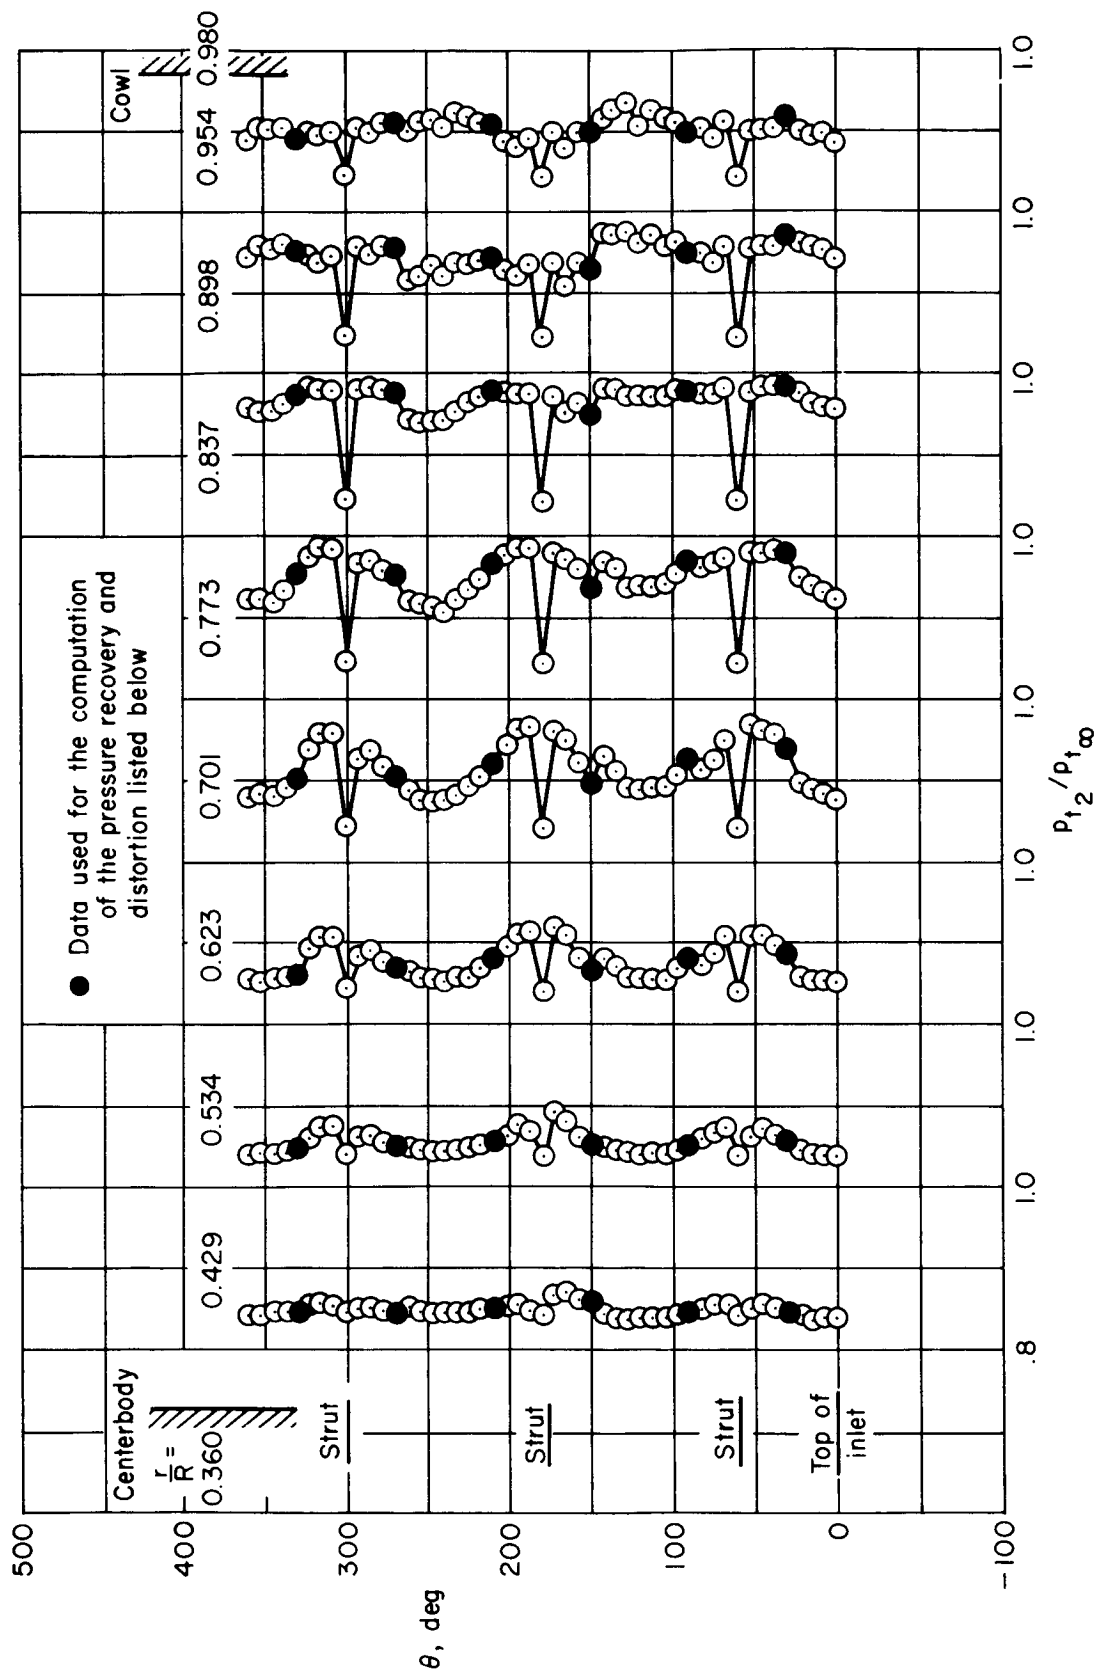 500
400
300
200
100
0
-100
θ, deg
Centerbody
r/R =
0.360
0.429
0.534
0.623
0.701
0.773
0.837
0.898
0.954
0.980
Cowl
● Data used for the computation
of the pressure recovery and
distortion listed below
Strut
Strut
Strut
Top of
inlet
.8
1.0
1.0
1.0
1.0
1.0
1.0
1.0
1.0
pt2/pt∞